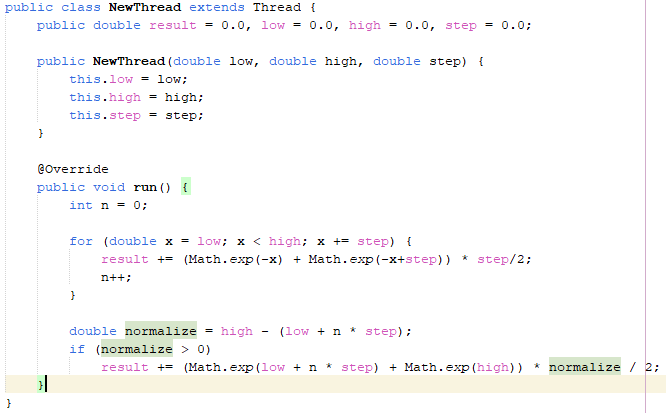 public class NewThread extends Thread {
public double result = 0.0, low = 0.0, high = 0.0, step = 0.0;
public NewThread(double low, double high, double step) {
this.low = low;
this.high = high;
this.step = step;
}
@Override
public void run() {
int n = 0;
for (double x = low; x < high; x += step) {
result += (Math.exp(-x) + Math.exp(-x+step)) * step/2;
n++;
}
double normalize = high - (low + n * step);
if (normalize > 0)
result += (Math.exp(low + n * step) + Math.exp(high)) * normalize / 2;
}
}